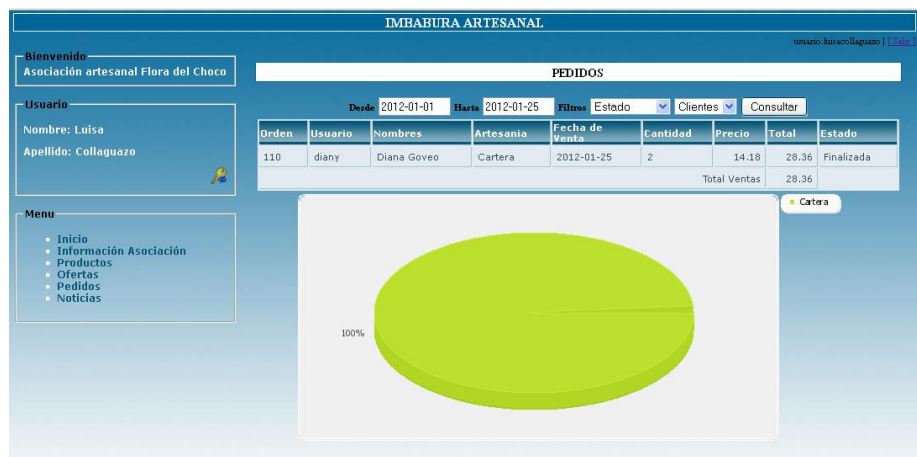 IMBABURA ARTESANAL
usuario:luisacollaguazo | [Salir]
Bienvenido
Asociación artesanal Flora del Choco
Usuario
Nombre: Luisa
Apellido: Collaguazo
Menu
Inicio
Información Asociación
Productos
Ofertas
Pedidos
Noticias
PEDIDOS
Desde 2012-01-01 Hasta 2012-01-25 Filtros Estado Clientes Consultar
Orden Usuario Nombres Artesania Fecha de Venta Cantidad Precio Total Estado
110 diany Diana Goveo Cartera 2012-01-25 2 14.18 28.36 Finalizada
Total Ventas 28.36
Cartera
100%